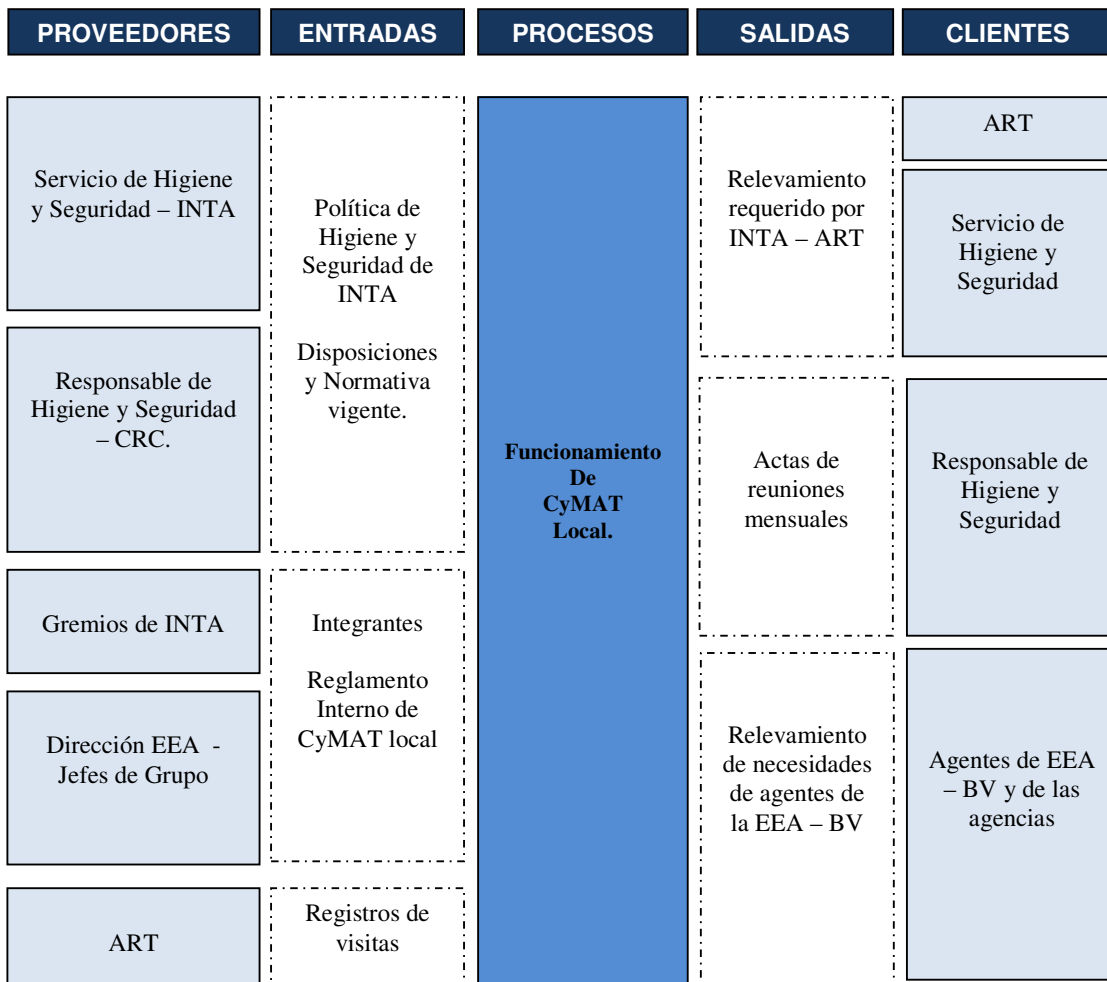 PROVEEDORES
ENTRADAS
PROCESOS
SALIDAS
CLIENTES
Servicio de Higiene
y Seguridad – INTA
Responsable de
Higiene y Seguridad
– CRC.
Gremios de INTA
Dirección EEA -
Jefes de Grupo
ART
Política de
Higiene y
Seguridad de
INTA
Disposiciones
y Normativa
vigente.
Integrantes
Reglamento
Interno de
CyMAT local
Registros de
visitas
Funcionamiento
De
CyMAT
Local.
Relevamiento
requerido por
INTA – ART
Actas de
reuniones
mensuales
Relevamiento
de necesidades
de agentes de
la EEA – BV
ART
Servicio de
Higiene y
Seguridad
Responsable de
Higiene y
Seguridad
Agentes de EEA
– BV y de las
agencias